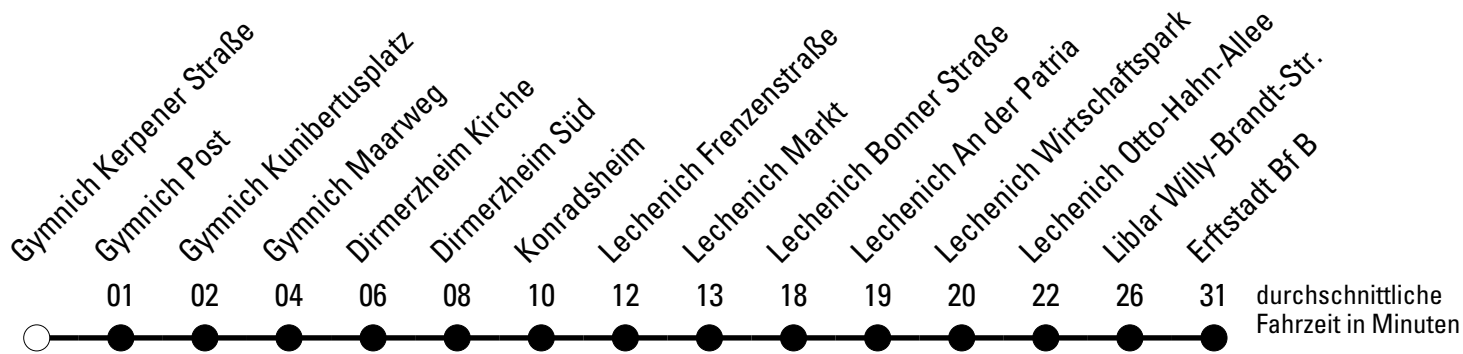 Gymnich Kerpener Straße
Gymnich Post
Gymnich Kunibertusplatz
Gymnich Maarweg
Dirmerzheim Kirche
Dirmerzheim Süd
Konradsheim
Lechenich Frenzenstraße
Lechenich Markt
Lechenich Bonner Straße
Lechenich An der Patria
Lechenich Wirtschaftspark
Lechenich Otto-Hahn-Allee
Liblar Willy-Brandt-Str.
Erftstadt Bf B
01 02 04 06 08 10 12 13 18 19 20 22 26 31
durchschnittliche
Fahrzeit in Minuten